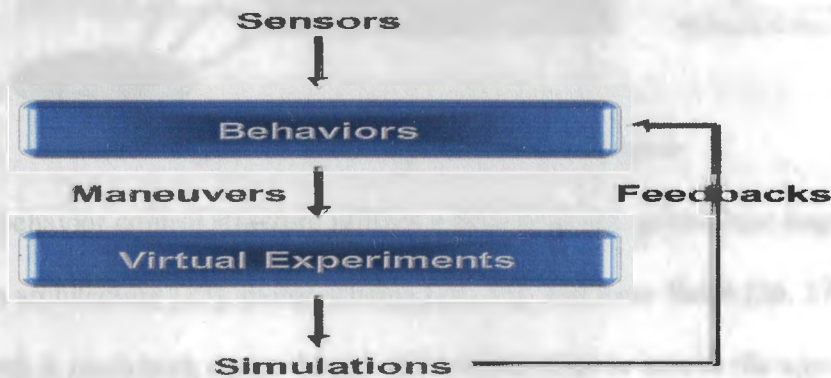 Sensors
Behaviors
Maneuvers
Feedbacks
Virtual Experiments
Simulations